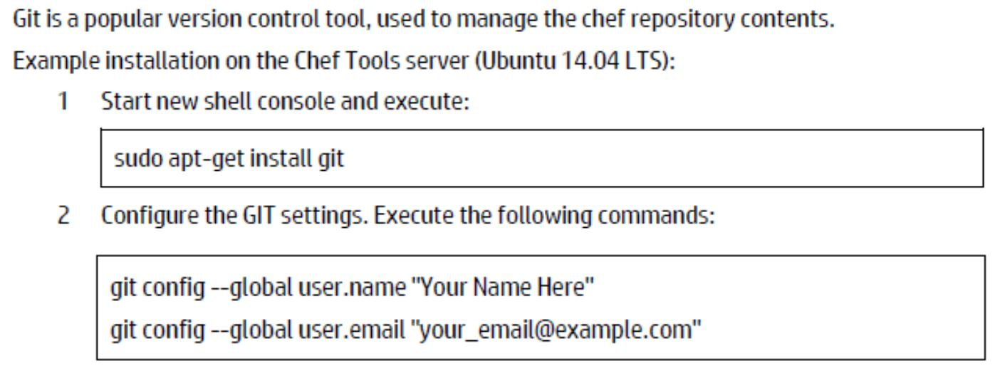 Git is a popular version control tool, used to manage the chef repository contents.
Example installation on the Chef Tools server (Ubuntu 14.04 LTS):
1 Start new shell console and execute:
sudo apt-get install git
2 Configure the GIT settings. Execute the following commands:
git config --global user.name "Your Name Here"
git config --global user.email "your_email@example.com"